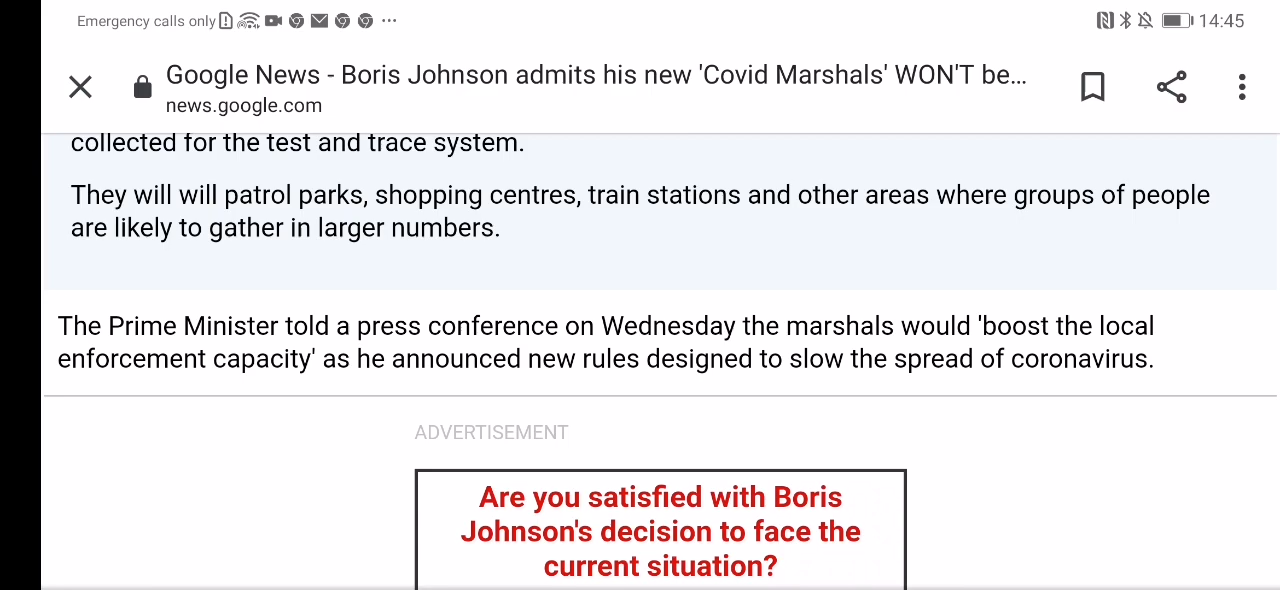 Emergency calls only
14:45
Google News - Boris Johnson admits his new 'Covid Marshals' WON'T be...
news.google.com
collected for the test and trace system.
They will will patrol parks, shopping centres, train stations and other areas where groups of people
are likely to gather in larger numbers.
The Prime Minister told a press conference on Wednesday the marshals would 'boost the local
enforcement capacity' as he announced new rules designed to slow the spread of coronavirus.
ADVERTISEMENT
Are you satisfied with Boris
Johnson's decision to face the
current situation?